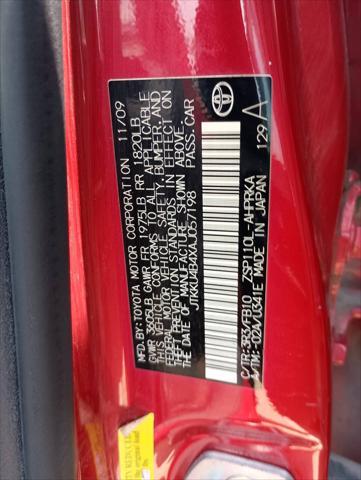 MFD. BY: TOYOTA MOTOR CORPORATION 11/09
GVWR 3605LB GAWR FR 1975LB RR 1820LB
THIS VEHICLE CONFORMS TO ALL APPLICABLE
FEDERAL MOTOR VEHICLE SAFETY, BUMPER, AND
THEFT PREVENTION STANDARDS IN EFFECT ON
THE DATE OF MANUFACTURE SHOWN ABOVE.
JTKKU4B4XAJ057198 PASS.CAR
C/TR:3R3/FB10 ZSP110L-AHPRKA
A/TM:-02A/U341E MADE IN JAPAN
129 A